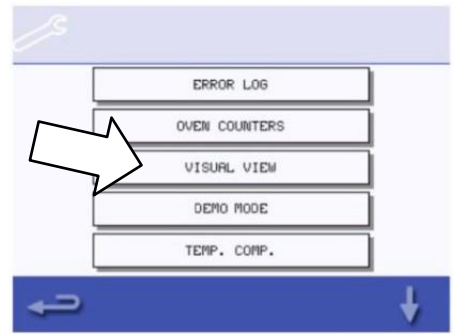 ERROR LOG
OVEN COUNTERS
VISUAL VIEW
DEMO MODE
TEMP. COMP.